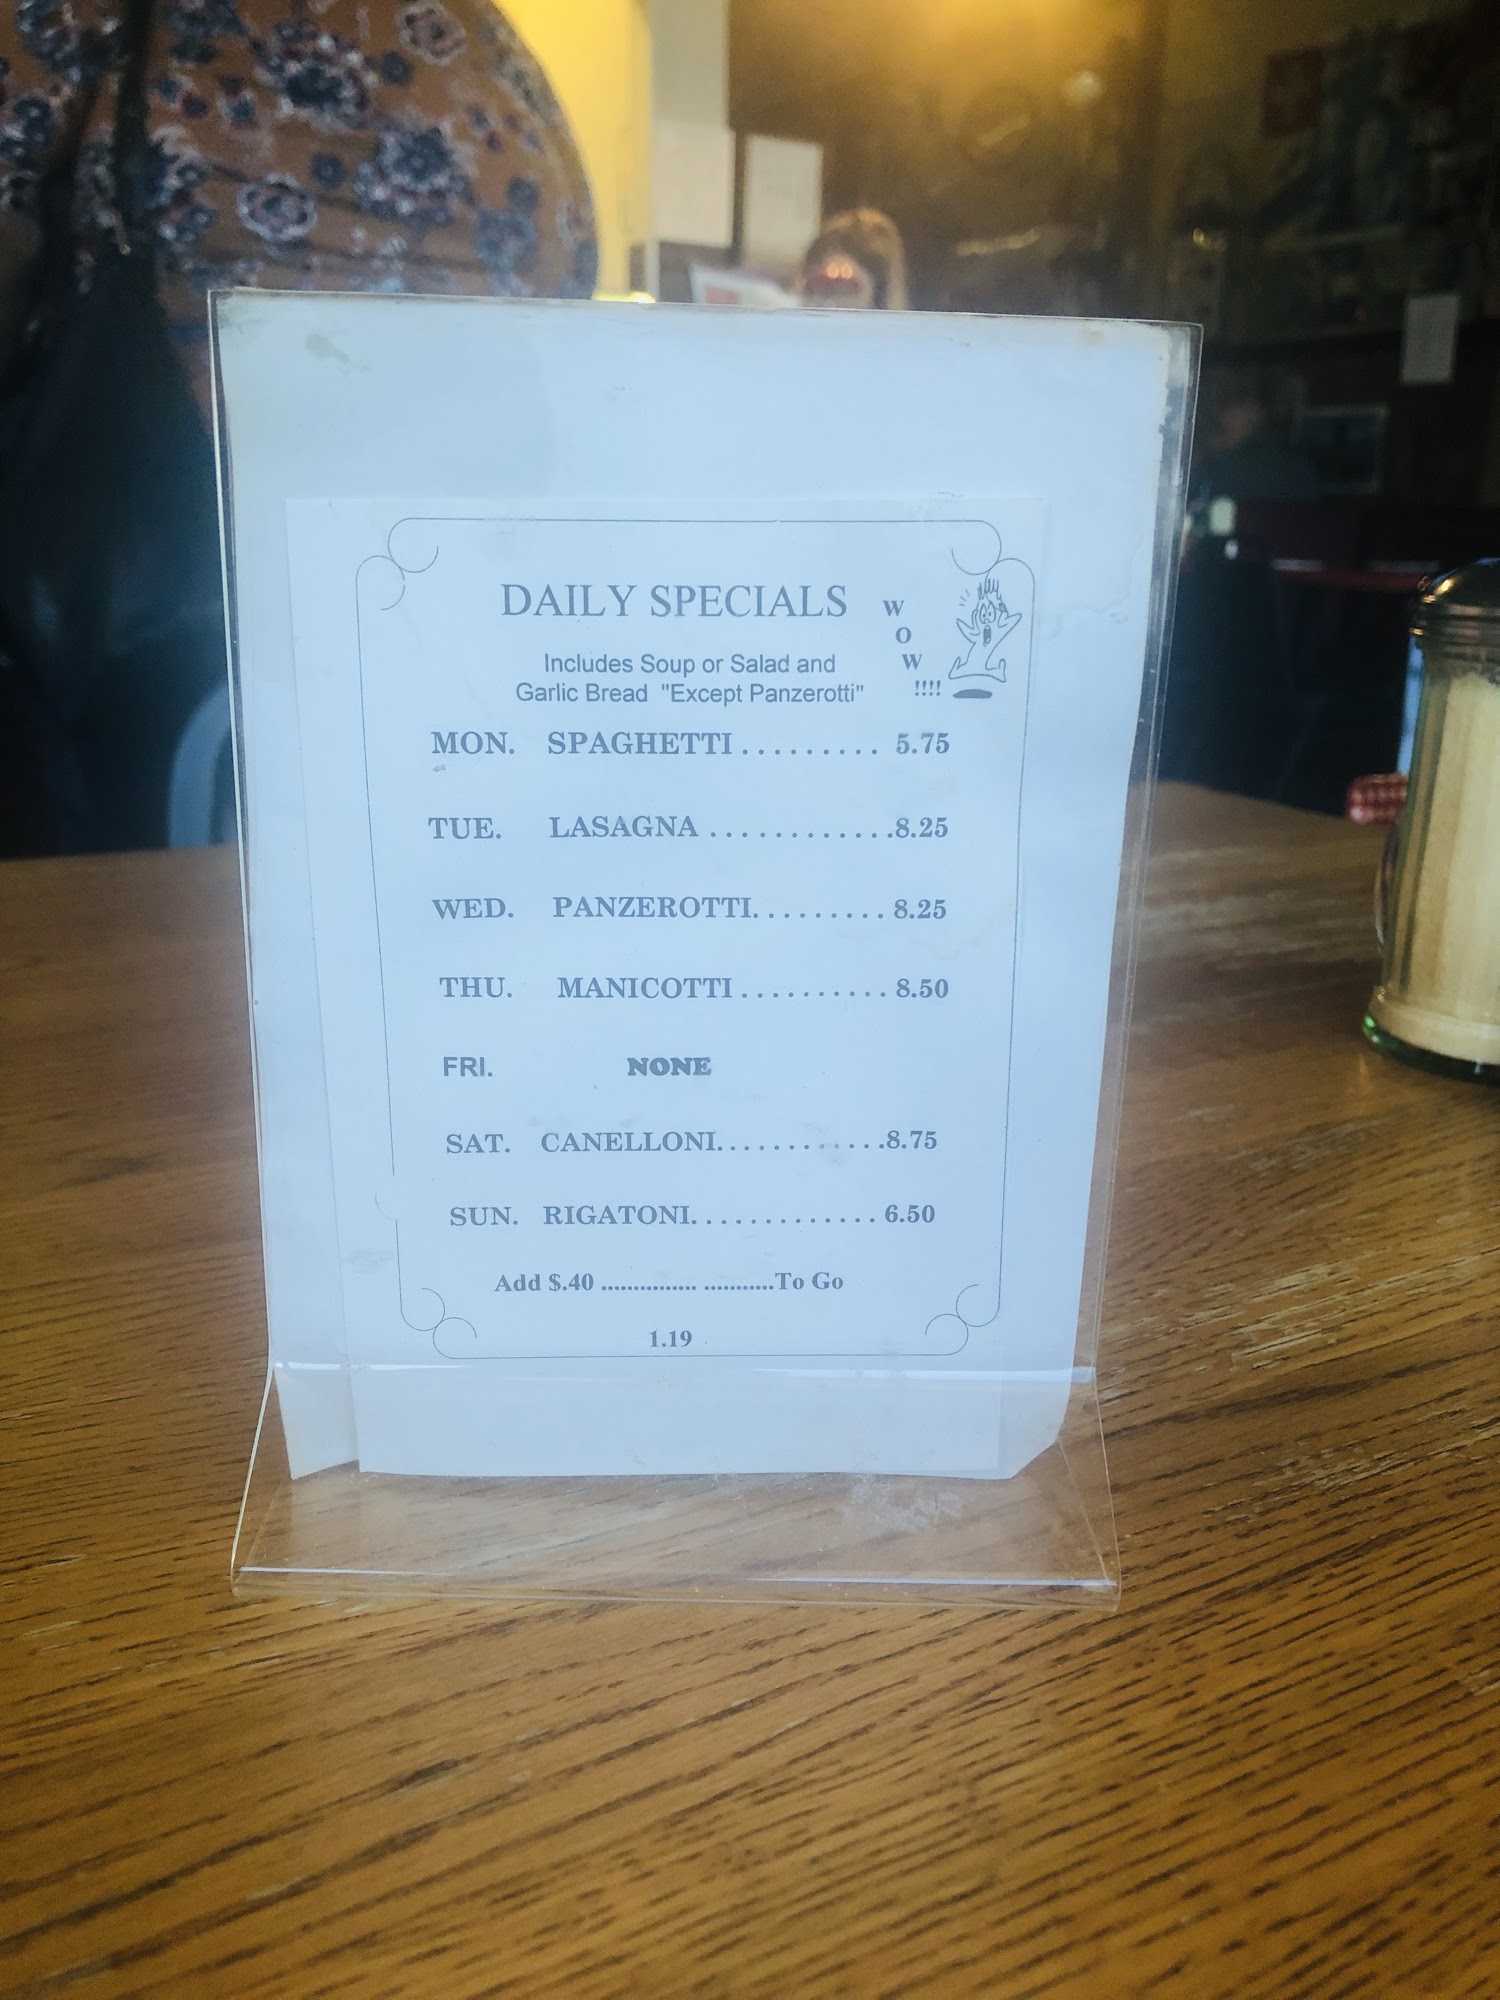 DAILY SPECIALS
W
O
W
!!!!
Includes Soup or Salad and
Garlic Bread "Except Panzerotti"
MON. SPAGHETTI ......... 5.75
TUE. LASAGNA ............8.25
WED. PANZEROTTI......... 8.25
THU. MANICOTTI .......... 8.50
FRI. NONE
SAT. CANELLONI............8.75
SUN. RIGATONI............. 6.50
Add $.40 ................ ...........To Go
1.19